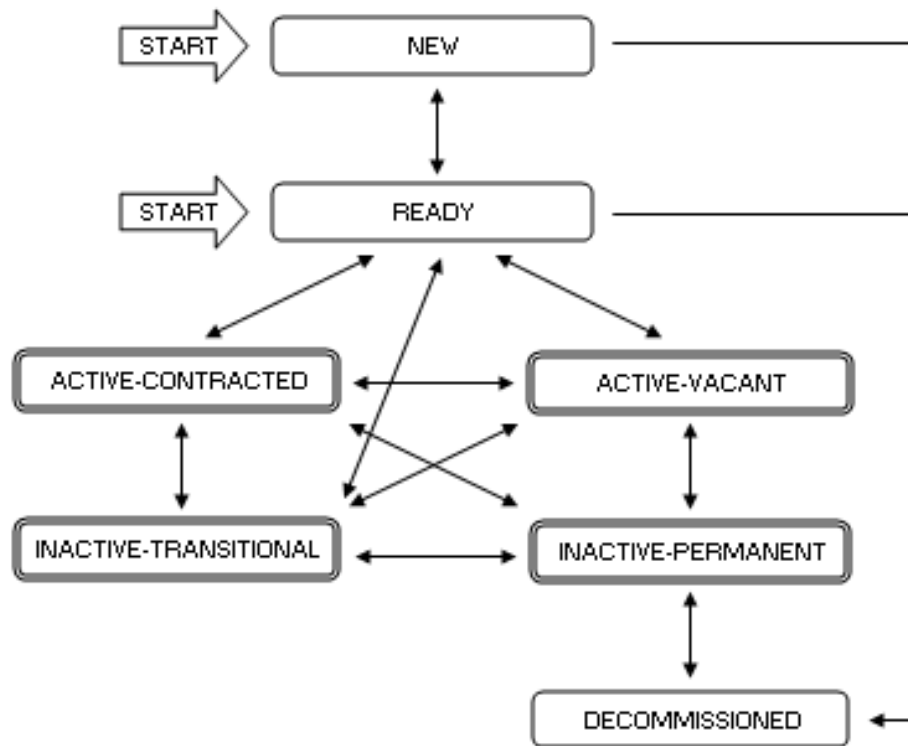 START
NEW
START
READY
ACTIVE-CONTRACTED
ACTIVE-VACANT
INACTIVE-TRANSITIONAL
INACTIVE-PERMANENT
DECOMMISSIONED